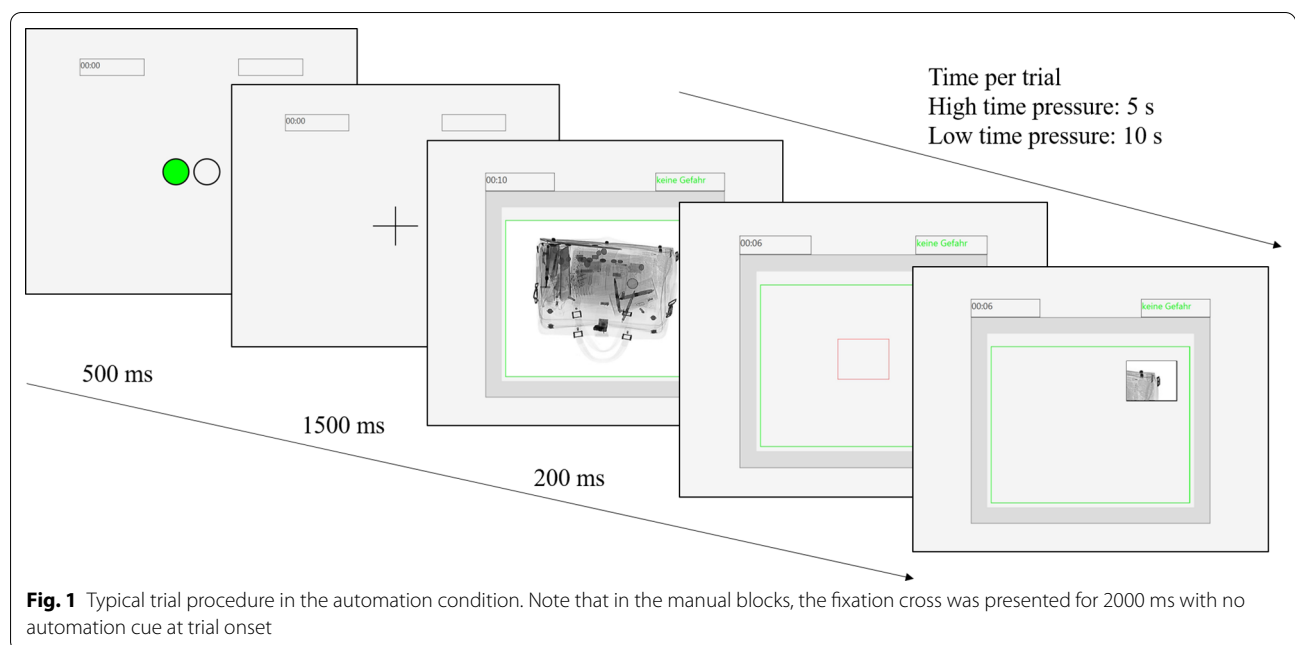 00:00
00:00
Time per trial
High time pressure: 5 s
Low time pressure: 10 s
00:10
keine Gefahr
00:06
keine Gefahr
00:06
keine Gefahr
500 ms
1500 ms
200 ms
Fig. 1 Typical trial procedure in the automation condition. Note that in the manual blocks, the fixation cross was presented for 2000 ms with no
automation cue at trial onset